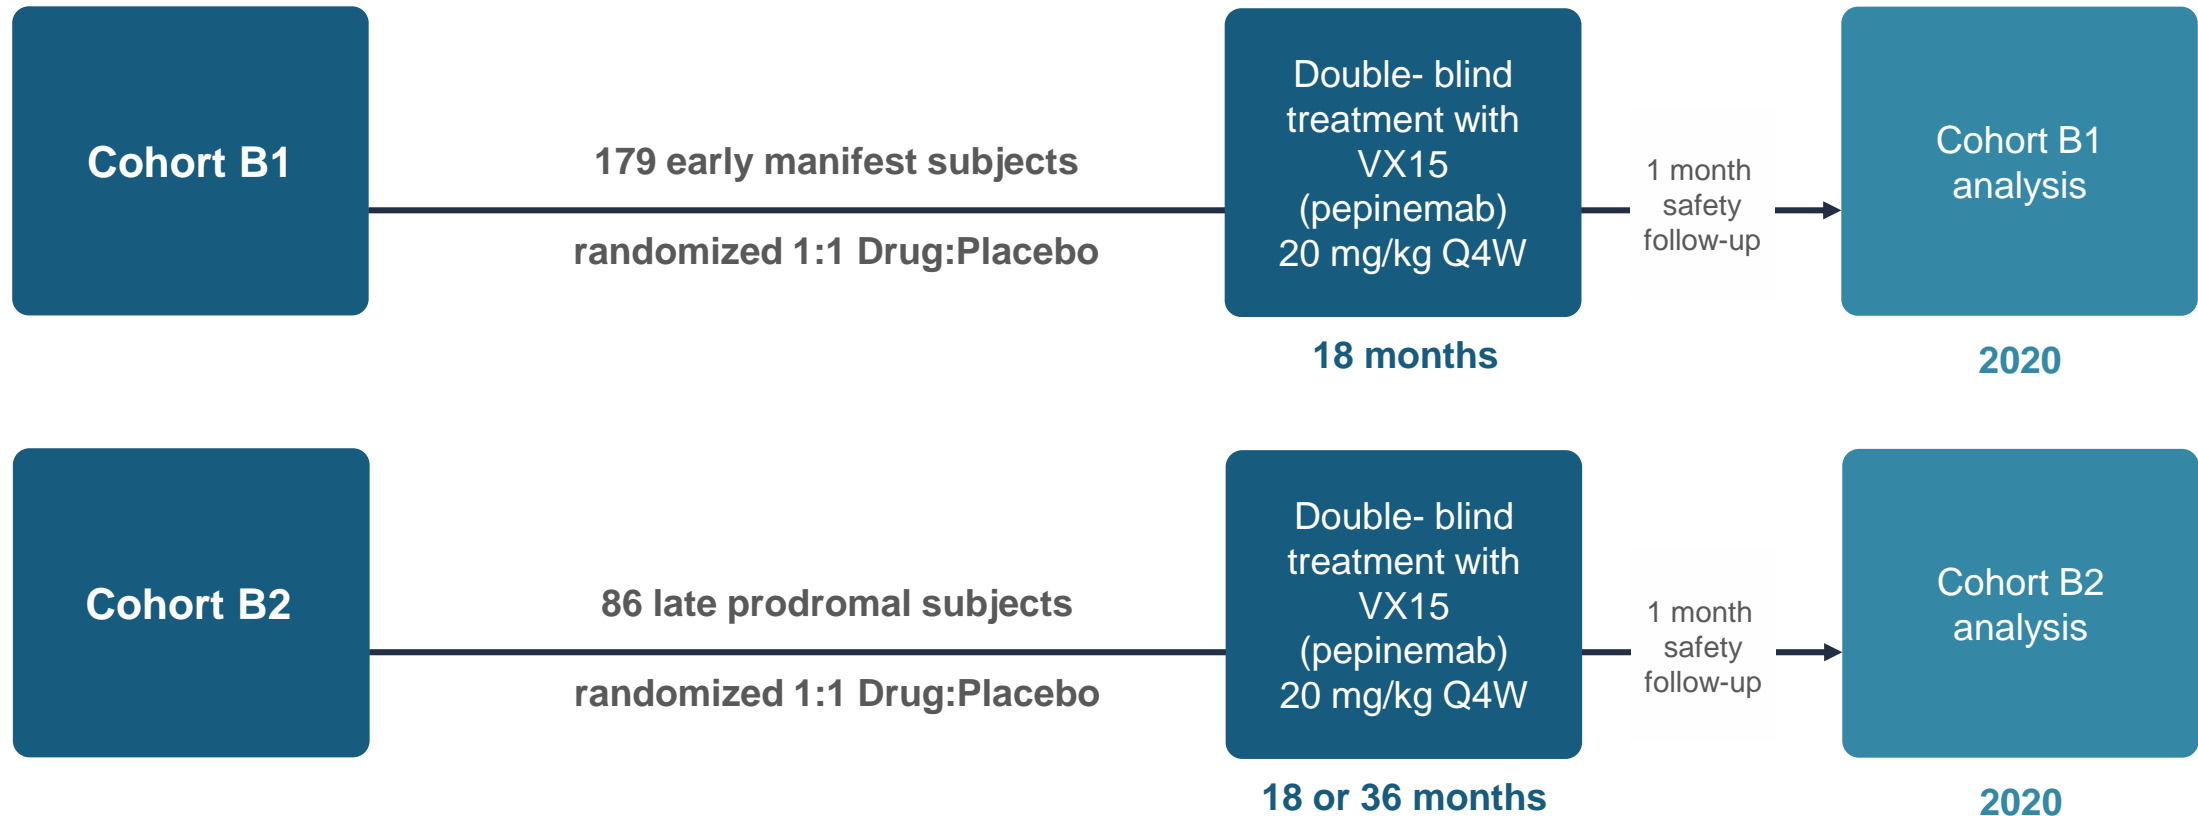 Cohort B1
179 early manifest subjects
randomized 1:1 Drug:Placebo
Double- blind
treatment with
VX15
(pepinemab)
20 mg/kg Q4W
18 months
1 month
safety
follow-up
Cohort B1
analysis
2020
Cohort B2
86 late prodromal subjects
randomized 1:1 Drug:Placebo
Double- blind
treatment with
VX15
(pepinemab)
20 mg/kg Q4W
18 or 36 months
1 month
safety
follow-up
Cohort B2
analysis
2020